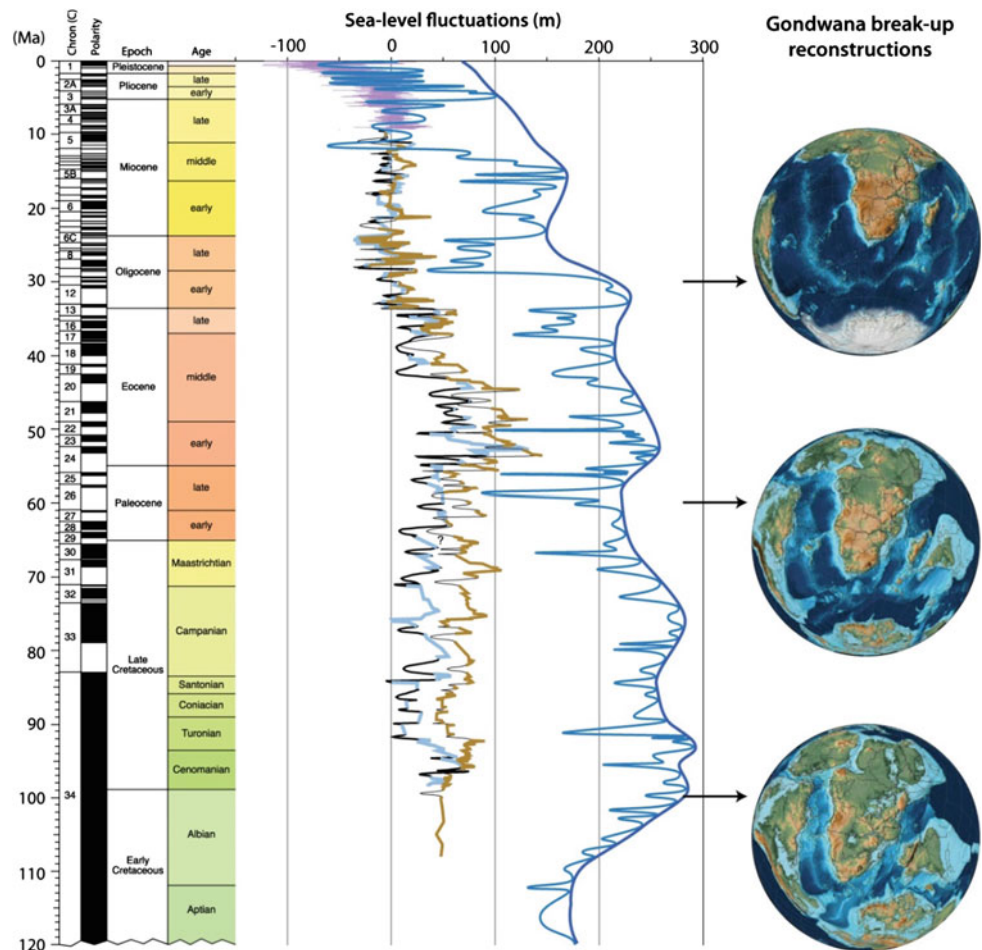 Sea-level fluctuations (m)
Gondwana break-up
reconstructions
(Ma)
Chron (C)
Polarity
Epoch
Age
-100
0
100
200
300
0
10
20
30
40
50
60
70
80
90
100
110
120
1
2A
3
3A
4
5
5B
6
6C
8
12
13
16
17
18
19
20
21
22
23
24
25
26
27
28
29
30
31
32
33
34
Pleistocene
Pliocene
Miocene
Oligocene
Eocene
Paleocene
Late
Cretaceous
Early
Cretaceous
late
early
late
middle
early
late
early
late
middle
early
late
early
Maastrichtian
Campanian
Santonian
Coniacian
Turonian
Cenomanian
Albian
Aptian
?